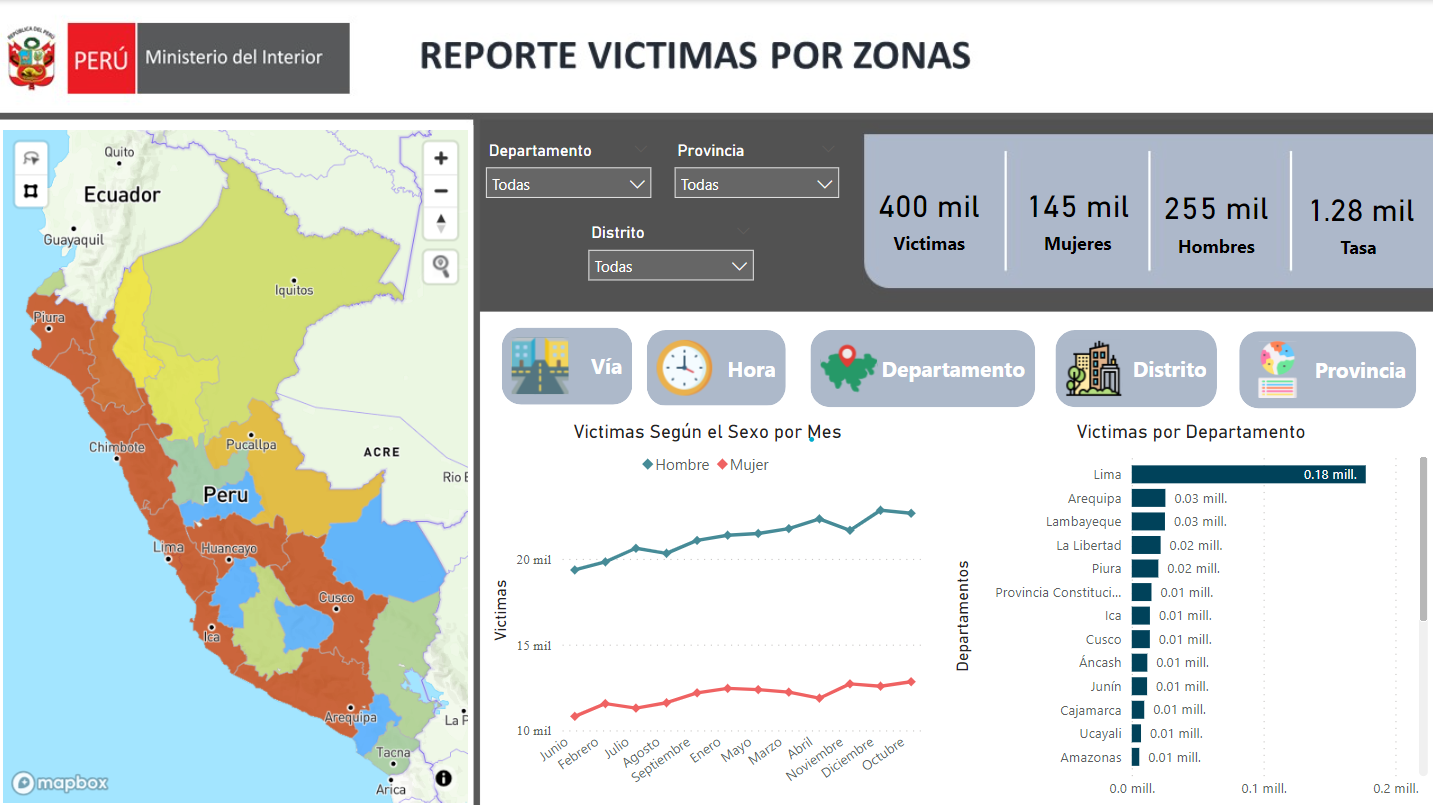 REPÚBLICA DEL PERÚ
PERÚ
Ministerio del Interior
REPORTE VICTIMAS POR ZONAS
Quito
Ecuador
Guayaquil
Iquitos
Piura
Chimbote
Pucallpa
ACRE
Rio B
Peru
Lima
Huancayo
Cusco
Ica
Arequipa
La P
Tacna
Arica
mapbox
Departamento
Todas
Provincia
Todas
Distrito
Todas
400 mil
Victimas
145 mil
Mujeres
255 mil
Hombres
1.28 mil
Tasa
Vía
Hora
Departamento
Distrito
Provincia
Victimas Según el Sexo por Mes
Hombre
Mujer
Victimas
20 mil
15 mil
10 mil
Junio
Febrero
Julio
Agosto
Septiembre
Enero
Mayo
Marzo
Abril
Noviembre
Diciembre
Octubre
Victimas por Departamento
Departamentos
Lima 0.18 mill.
Arequipa 0.03 mill.
Lambayeque 0.03 mill.
La Libertad 0.02 mill.
Piura 0.02 mill.
Provincia Constituci... 0.01 mill.
Ica 0.01 mill.
Cusco 0.01 mill.
Áncash 0.01 mill.
Junín 0.01 mill.
Cajamarca 0.01 mill.
Ucayali 0.01 mill.
Amazonas 0.01 mill.
0.0 mill. 0.1 mill. 0.2 mill.